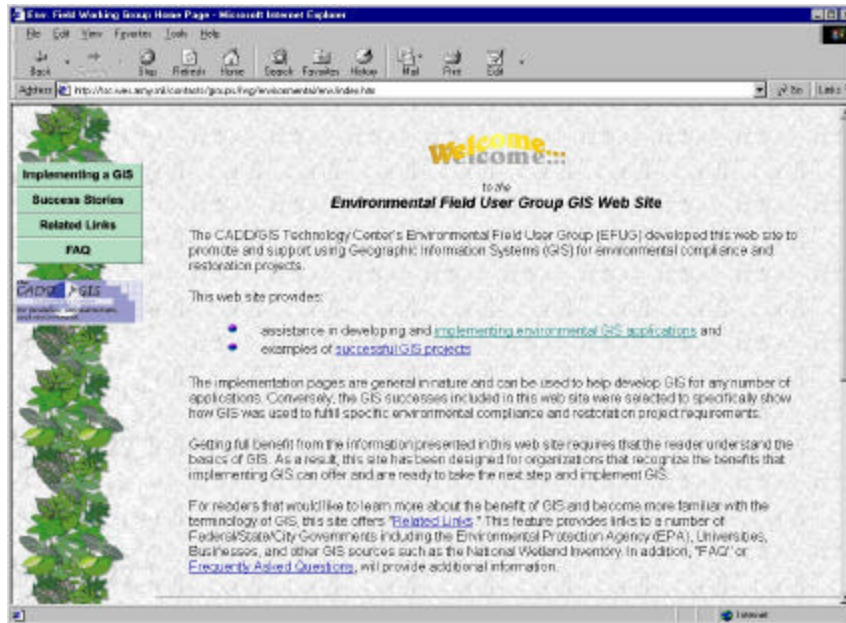 Env. Field Working Group Home Page - Microsoft Internet Explorer
File Edit View Favorites Tools Help
Back Stop Refresh Home Search Favorites History Mail Print Edit
Address Go Links
Welcome...
to the
Environmental Field User Group GIS Web Site
Implementing a GIS
Success Stories
Related Links
FAQ
CADD GIS
The CADD/GIS Technology Center's Environmental Field User Group (EFUG) developed this web site to
promote and support using Geographic Information Systems (GIS) for environmental compliance and
restoration projects.
This web site provides:
assistance in developing and implementing environmental GIS applications and
examples of successful GIS projects
The implementation pages are general in nature and can be used to help develop GIS for any number of
applications. Conversely, the GIS successes included in this web site were selected to specifically show
how GIS was used to fulfill specific environmental compliance and restoration project requirements.
Getting full benefit from the information presented in this web site requires that the reader understand the
basics of GIS. As a result, this site has been designed for organizations that recognize the benefits that
implementing GIS can offer and are ready to take the next step and implement GIS.
For readers that would like to learn more about the benefit of GIS and become more familiar with the
terminology of GIS, this site offers "Related Links." This feature provides links to a number of
Federal/State/City Governments including the Environmental Protection Agency (EPA), Universities,
Businesses, and other GIS sources such as the National Wetland Inventory. In addition, "FAQ" or
Frequently Asked Questions, will provide additional information.
Internet